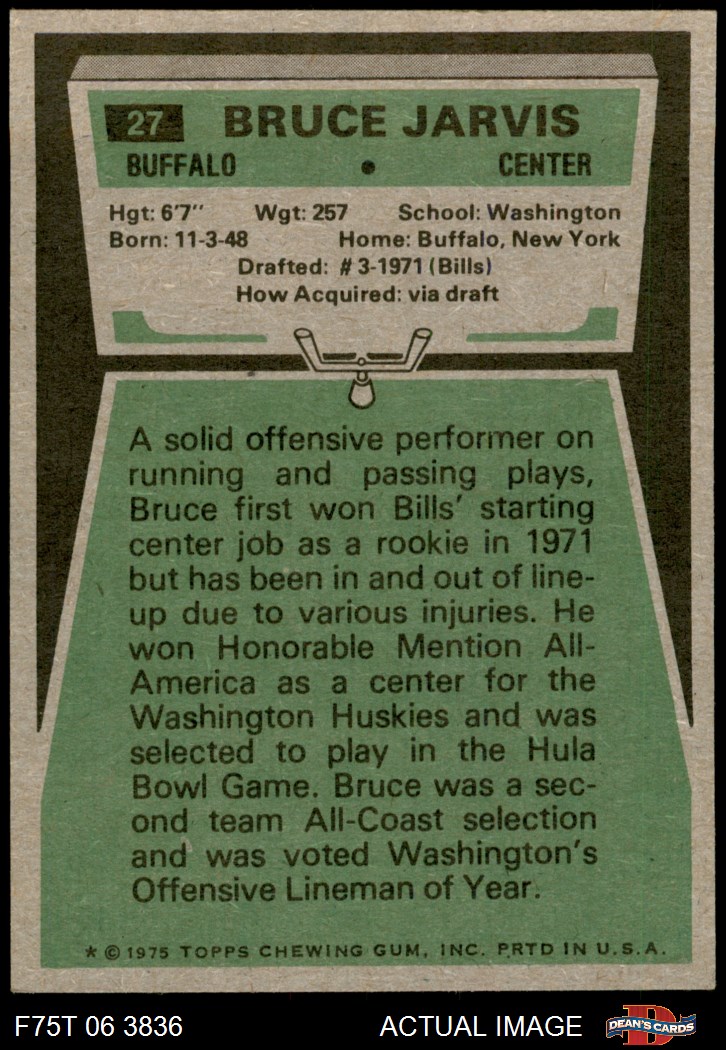 27 BRUCE JARVIS
BUFFALO • CENTER
Hgt: 6'7" Wgt: 257 School: Washington
Born: 11-3-48 Home: Buffalo, New York
Drafted: #3-1971 (Bills)
How Acquired: via draft
A solid offensive performer on
running and passing plays,
Bruce first won Bills' starting
center job as a rookie in 1971
but has been in and out of line-
up due to various injuries. He
won Honorable Mention All-
America as a center for the
Washington Huskies and was
selected to play in the Hula
Bowl Game. Bruce was a sec-
ond team All-Coast selection
and was voted Washington's
Offensive Lineman of Year.
* © 1975 TOPPS CHEWING GUM, INC. PRTD IN U.S.A.
F75T 06 3836 ACTUAL IMAGE D DEAN'S CARDS